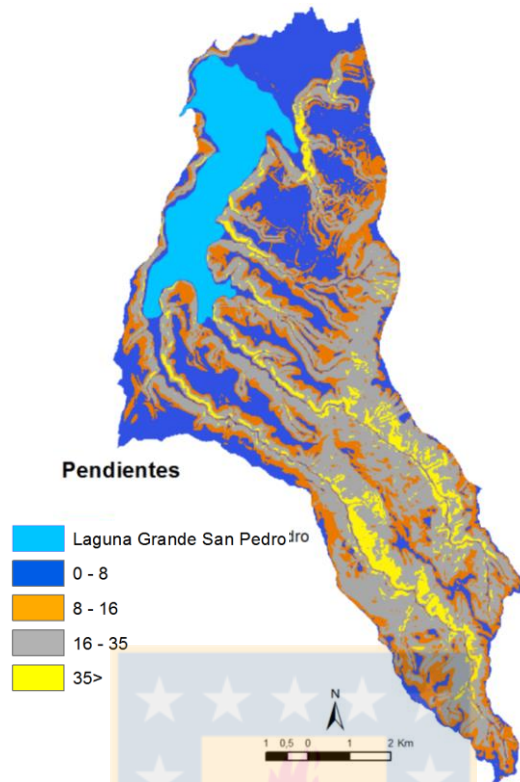 Pendientes
Laguna Grande San Pedro dro
0 - 8
8 - 16
16 - 35
35>
N
1 0,5 0 1 2 Km